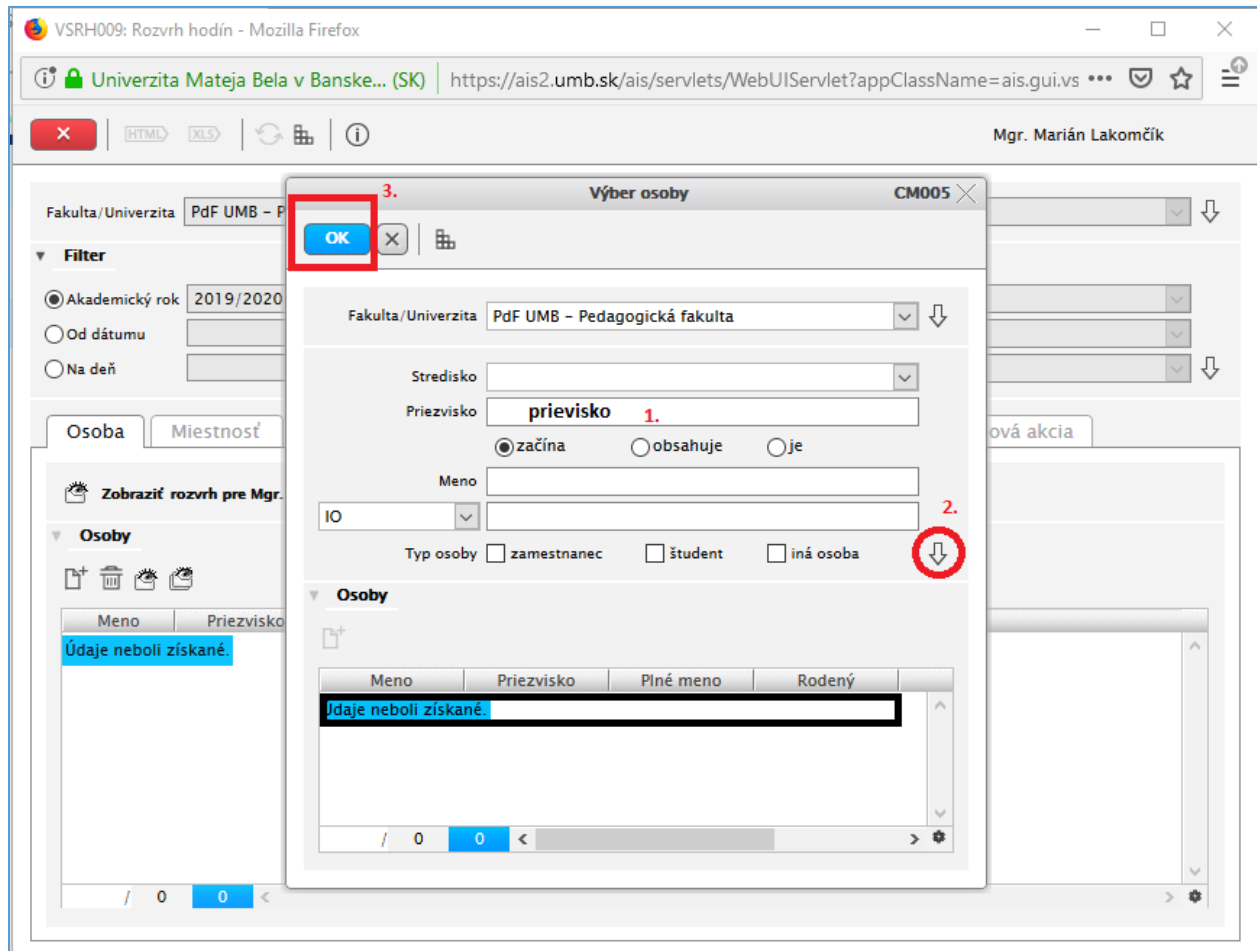 VSRH009: Rozvrh hodín - Mozilla Firefox
Univerzita Mateja Bela v Banske... (SK) https://ais2.umb.sk/ais/servlets/WebUIServlet?appClassName=ais.gui.vs
HTML XLS Mgr. Marián Lakomčík
3. Výber osoby CM005
Fakulta/Univerzita PdF UMB – P
OK
Filter
Akademický rok 2019/2020
Fakulta/Univerzita PdF UMB – Pedagogická fakulta
Od dátumu
Na deň
Stredisko
Priezvisko prievisko 1.
Osoba Miestnosť ová akcia
začína obsahuje je
Meno
Zobraziť rozvrh pre Mgr.
IO 2.
Osoby
Typ osoby zamestnanec študent iná osoba
Osoby
Meno Priezvisko
Údaje neboli získané.
Meno Priezvisko Plné meno Rodený
Údaje neboli získané.
/ 0 0
/ 0 0